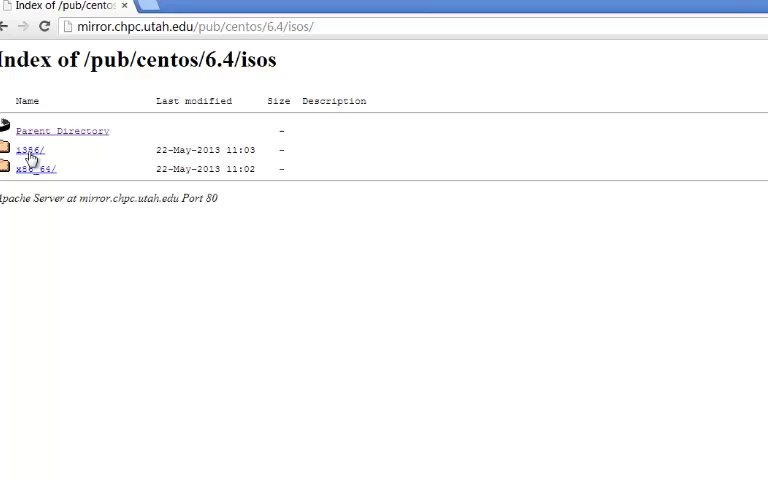 Index of /pub/cento
mirror.chpc.utah.edu/pub/centos/6.4/isos/
Index of /pub/centos/6.4/isos
Name Last modified Size Description
Parent Directory -
i386/ 22-May-2013 11:03 -
x86_64/ 22-May-2013 11:02 -
Apache Server at mirror.chpc.utah.edu Port 80